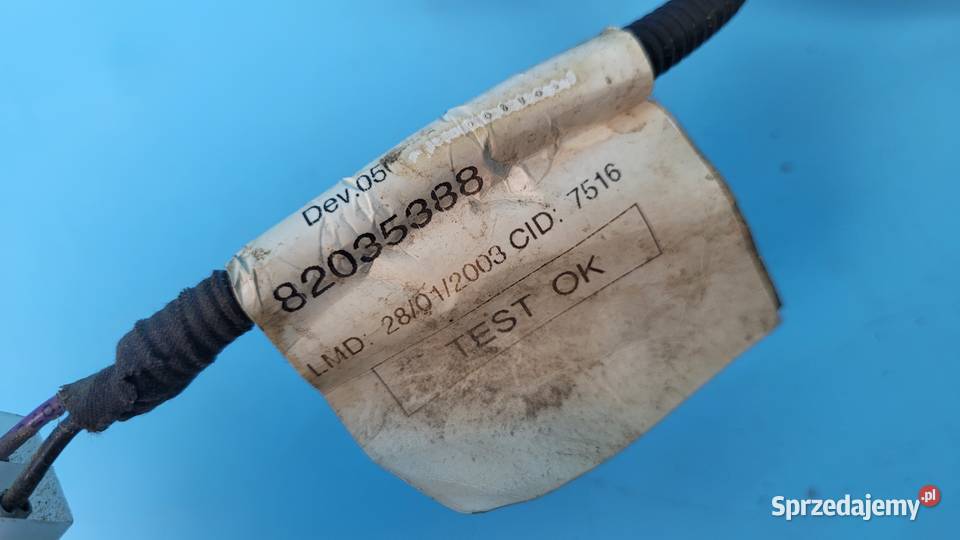 Dev.05
82035388
LMD: 28/01/2003 CID: 7516
TEST OK
Sprzedajemy.pl